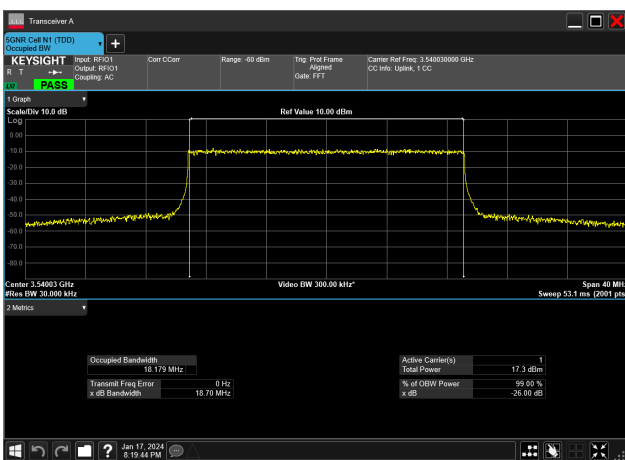 Transceiver A
5GNR Cell N1 (TDD)
Occupied BW
KEYSIGHT
R T
PASS
Input: RFIO1
Output: RFIO1
Coupling: AC
Corr CCorr
Range: -60 dBm
Trig: Prot Frame
Aligned
Gate: FFT
Carrier Ref Freq: 3.540030000 GHz
CC Info: Uplink, 1 CC
1 Graph
Scale/Div 10.0 dB
Ref Value 10.00 dBm
Log
0.00
-10.0
-20.0
-30.0
-40.0
-50.0
-60.0
-70.0
-80.0
Center 3.54003 GHz
Video BW 300.00 kHz*
Span 40 MHz
#Res BW 30.000 kHz
Sweep 53.1 ms (2001 pts
2 Metrics
Occupied Bandwidth
18.179 MHz
Active Carrier(s) 1
Total Power 17.3 dBm
Transmit Freq Error 0 Hz
x dB Bandwidth 18.70 MHz
% of OBW Power 99.00 %
x dB -26.00 dB
Jan 17, 2024
8:19:44 PM